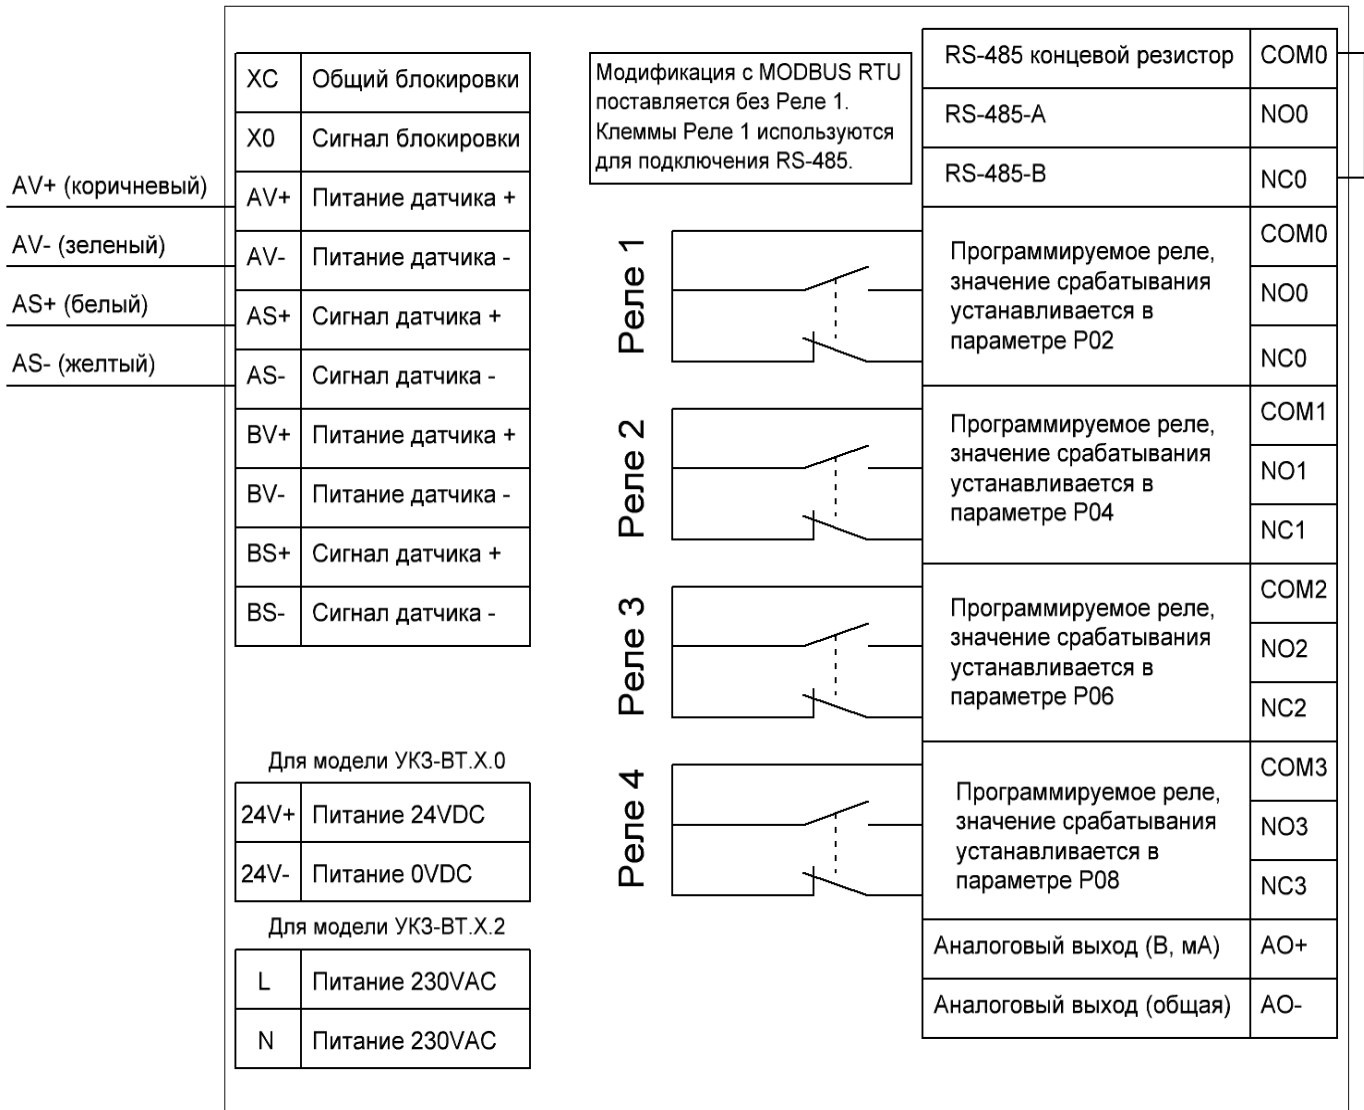 AV+ (коричневый)
AV- (зеленый)
AS+ (белый)
AS- (желтый)
XC Общий блокировки
X0 Сигнал блокировки
AV+ Питание датчика +
AV- Питание датчика -
AS+ Сигнал датчика +
AS- Сигнал датчика -
BV+ Питание датчика +
BV- Питание датчика -
BS+ Сигнал датчика +
BS- Сигнал датчика -
Для модели УКЗ-ВТ.Х.0
24V+ Питание 24VDC
24V- Питание 0VDC
Для модели УКЗ-ВТ.Х.2
L Питание 230VAC
N Питание 230VAC
Модификация с MODBUS RTU
поставляется без Реле 1.
Клеммы Реле 1 используются
для подключения RS-485.
RS-485 концевой резистор COM0
RS-485-A NO0
RS-485-B NC0
Реле 1
Программируемое реле,
значение срабатывания
устанавливается в
параметре P02
COM0
NO0
NC0
Реле 2
Программируемое реле,
значение срабатывания
устанавливается в
параметре P04
COM1
NO1
NC1
Реле 3
Программируемое реле,
значение срабатывания
устанавливается в
параметре P06
COM2
NO2
NC2
Реле 4
Программируемое реле,
значение срабатывания
устанавливается в
параметре P08
COM3
NO3
NC3
Аналоговый выход (В, мА) AO+
Аналоговый выход (общая) AO-